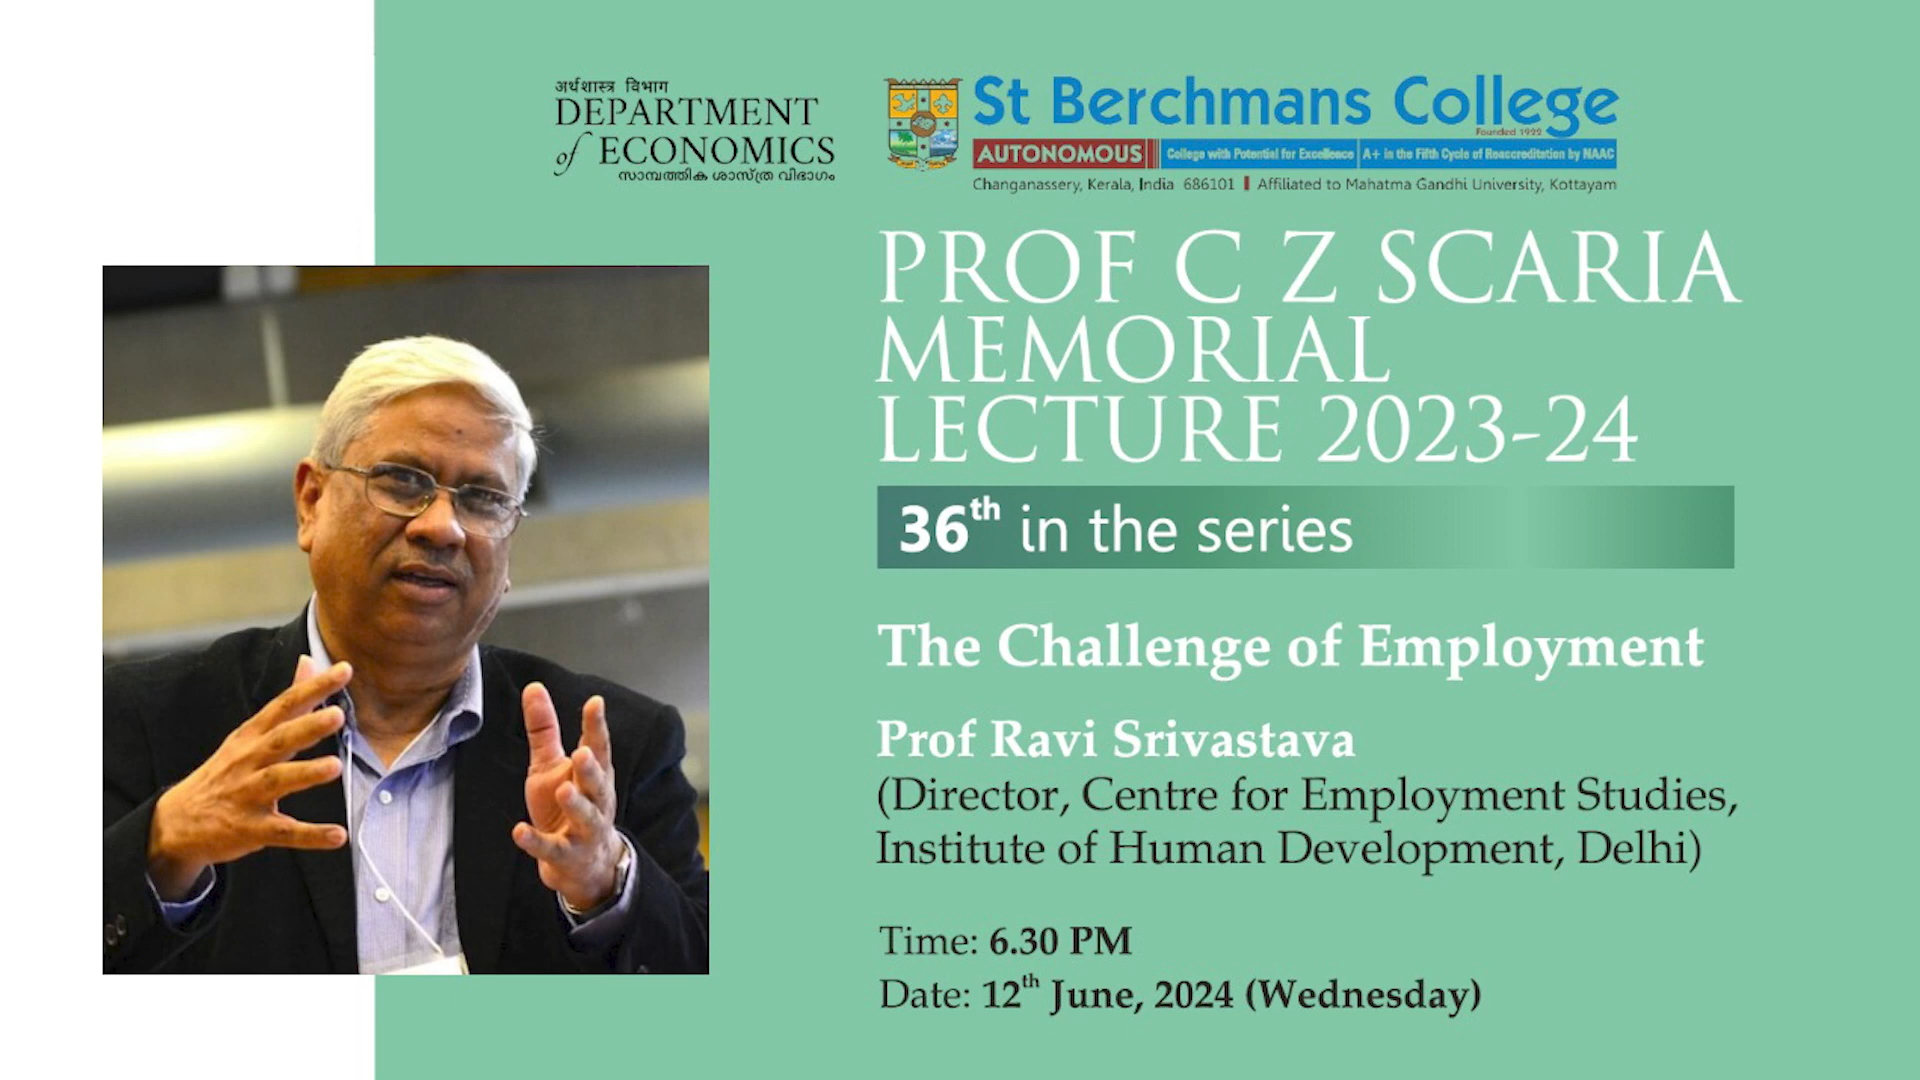 अर्थशास्त्र विभाग
DEPARTMENT
of ECONOMICS
സാമ്പത്തിക ശാസ്ത്ര വിഭാഗം
St Berchmans College
Founded 1922
AUTONOMOUS College with Potential for Excellence A+ in the Fifth Cycle of Reaccreditation by NAAC
Changanassery, Kerala, India 686101 Affiliated to Mahatma Gandhi University, Kottayam
PROF C Z SCARIA
MEMORIAL
LECTURE 2023-24
36th in the series
The Challenge of Employment
Prof Ravi Srivastava
(Director, Centre for Employment Studies,
Institute of Human Development, Delhi)
Time: 6.30 PM
Date: 12th June, 2024 (Wednesday)